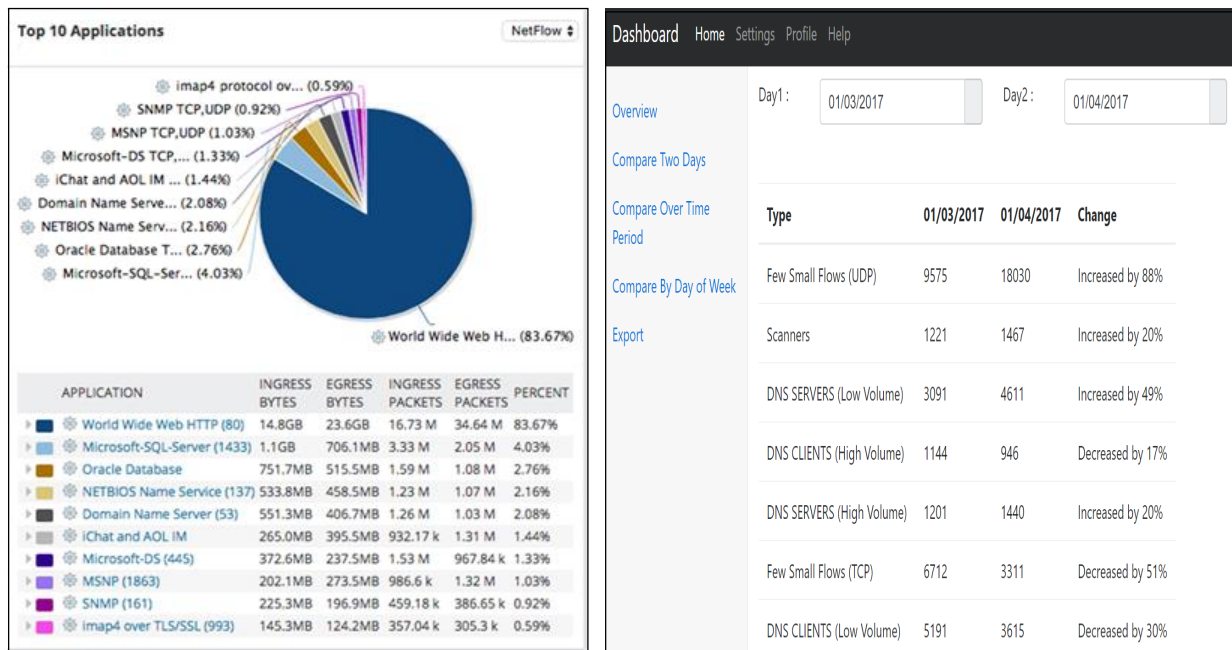 Top 10 Applications
NetFlow
imap4 protocol ov... (0.59%)
SNMP TCP,UDP (0.92%)
MSNP TCP,UDP (1.03%)
Microsoft-DS TCP,... (1.33%)
iChat and AOL IM ... (1.44%)
Domain Name Serve... (2.08%)
NETBIOS Name Serv... (2.16%)
Oracle Database T... (2.76%)
Microsoft-SQL-Ser... (4.03%)
World Wide Web H... (83.67%)
APPLICATION INGRESS BYTES EGRESS BYTES INGRESS PACKETS EGRESS PACKETS PERCENT
World Wide Web HTTP (80) 14.8GB 23.6GB 16.73 M 34.64 M 83.67%
Microsoft-SQL-Server (1433) 1.1GB 706.1MB 3.33 M 2.05 M 4.03%
Oracle Database 751.7MB 515.5MB 1.59 M 1.08 M 2.76%
NETBIOS Name Service (137) 533.8MB 458.5MB 1.23 M 1.07 M 2.16%
Domain Name Server (53) 551.3MB 406.7MB 1.26 M 1.03 M 2.08%
iChat and AOL IM 265.0MB 395.5MB 932.17 k 1.31 M 1.44%
Microsoft-DS (445) 372.6MB 237.5MB 1.53 M 967.84 k 1.33%
MSNP (1863) 202.1MB 273.5MB 986.6 k 1.32 M 1.03%
SNMP (161) 225.3MB 196.9MB 459.18 k 386.65 k 0.92%
imap4 over TLS/SSL (993) 145.3MB 124.2MB 357.04 k 305.3 k 0.59%
Dashboard Home Settings Profile Help
Overview
Compare Two Days
Compare Over Time
Period
Compare By Day of Week
Export
Day1 : 01/03/2017 Day2 : 01/04/2017
Type 01/03/2017 01/04/2017 Change
Few Small Flows (UDP) 9575 18030 Increased by 88%
Scanners 1221 1467 Increased by 20%
DNS SERVERS (Low Volume) 3091 4611 Increased by 49%
DNS CLIENTS (High Volume) 1144 946 Decreased by 17%
DNS SERVERS (High Volume) 1201 1440 Increased by 20%
Few Small Flows (TCP) 6712 3311 Decreased by 51%
DNS CLIENTS (Low Volume) 5191 3615 Decreased by 30%